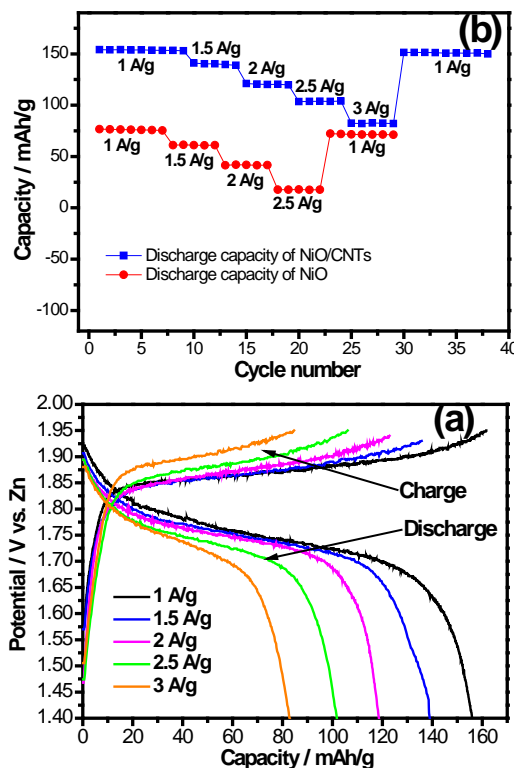 (b)
150
100
50
0
-50
-100
Capacity / mAh/g
1 A/g
1.5 A/g
2 A/g
2.5 A/g
3 A/g
1 A/g
1 A/g
1.5 A/g
2 A/g
2.5 A/g
1 A/g
Discharge capacity of NiO/CNTs
Discharge capacity of NiO
0 5 10 15 20 25 30 35 40
Cycle number
(a)
2.00
1.95
1.90
1.85
1.80
1.75
1.70
1.65
1.60
1.55
1.50
1.45
1.40
Potential / V vs. Zn
Charge
Discharge
1 A/g
1.5 A/g
2 A/g
2.5 A/g
3 A/g
0 20 40 60 80 100 120 140 160
Capacity / mAh/g